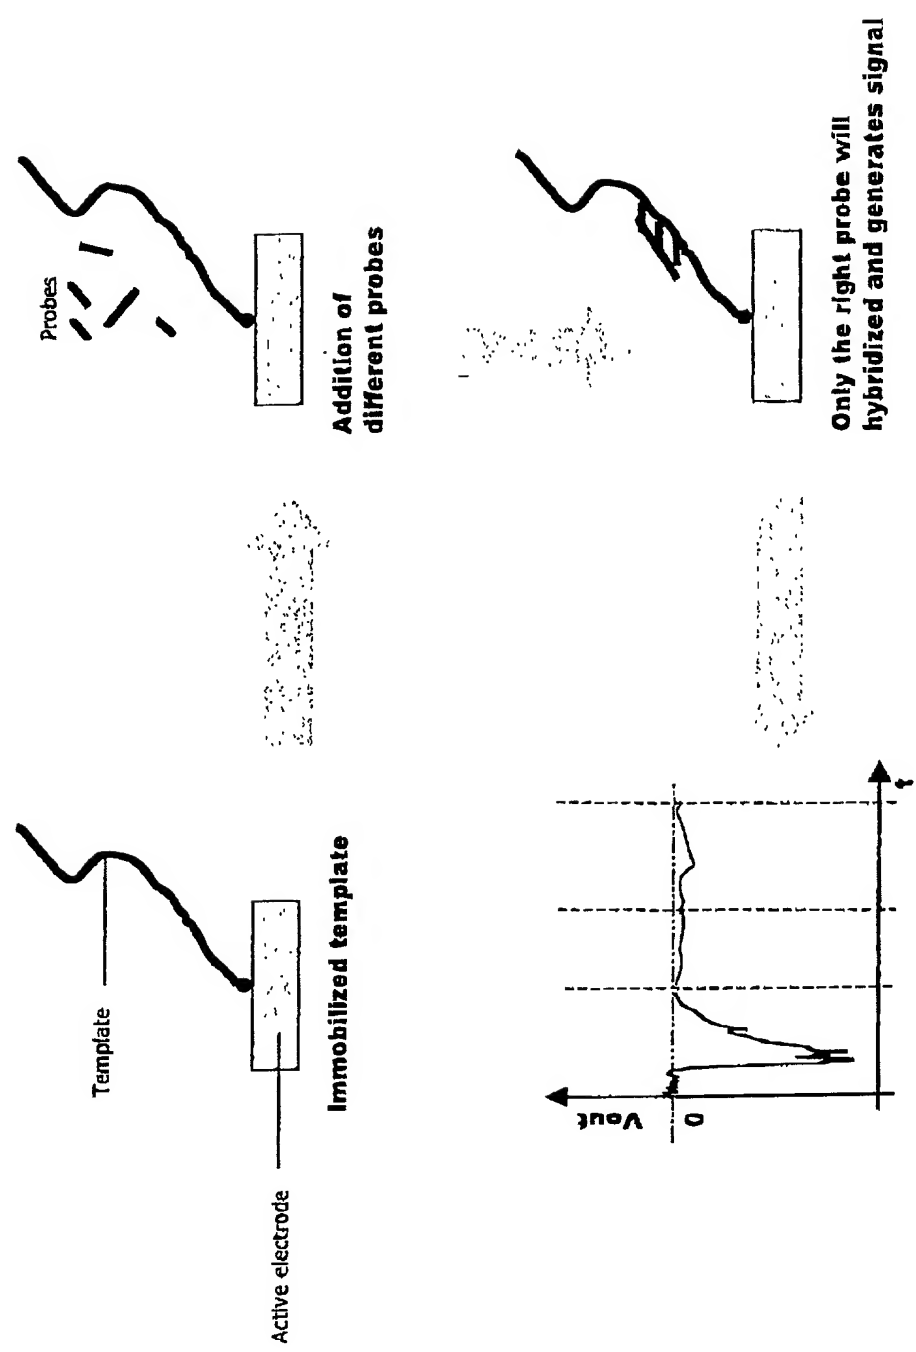 Template
Active electrode
Immobilized template
Probes
Addition of
different probes
Vout
0
t
Only the right probe will
hybridized and generates signal